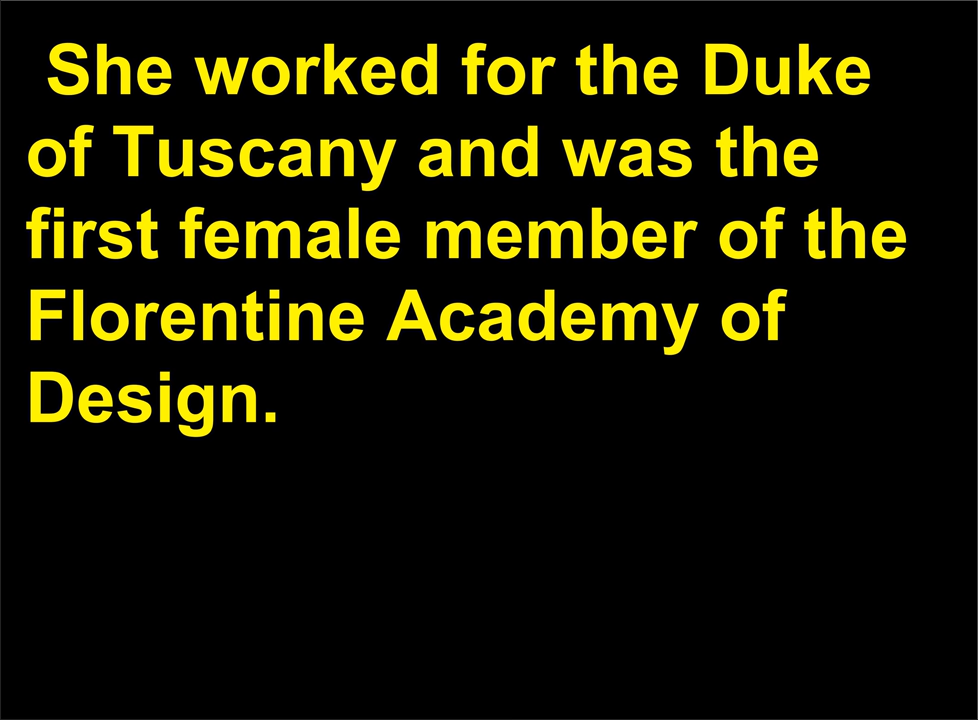 She worked for the Duke
of Tuscany and was the
first female member of the
Florentine Academy of
Design.